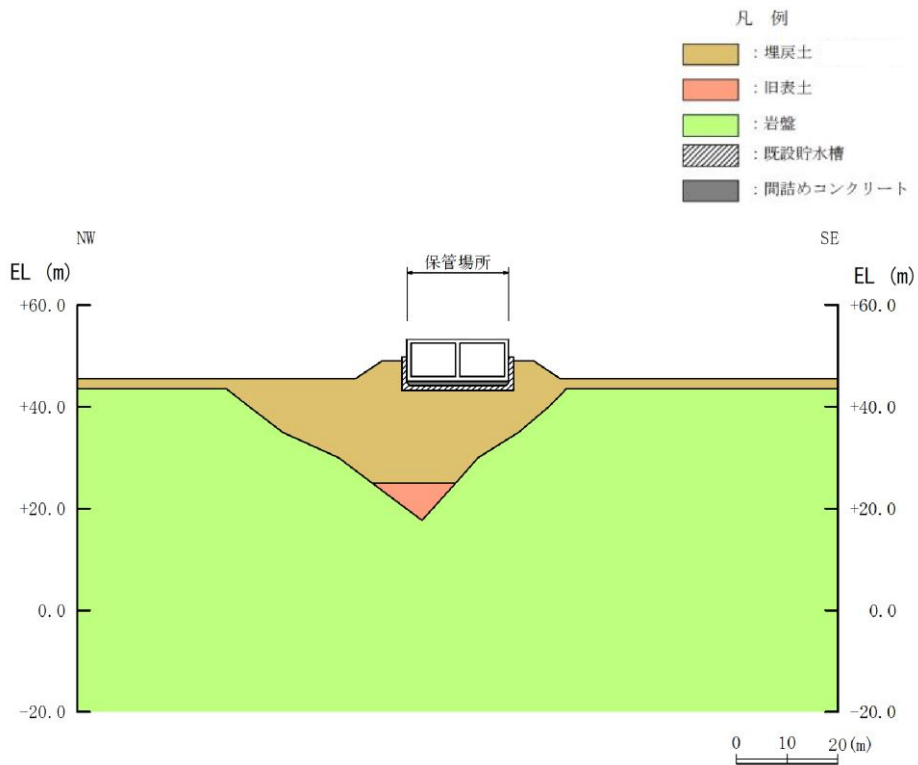 凡 例
：埋戻土
：旧表土
：岩盤
：既設貯水槽
：間詰めコンクリート
NW
SE
EL (m)
保管場所
EL (m)
+60.0
+60.0
+40.0
+40.0
+20.0
+20.0
0.0
0.0
-20.0
-20.0
0 10 20(m)